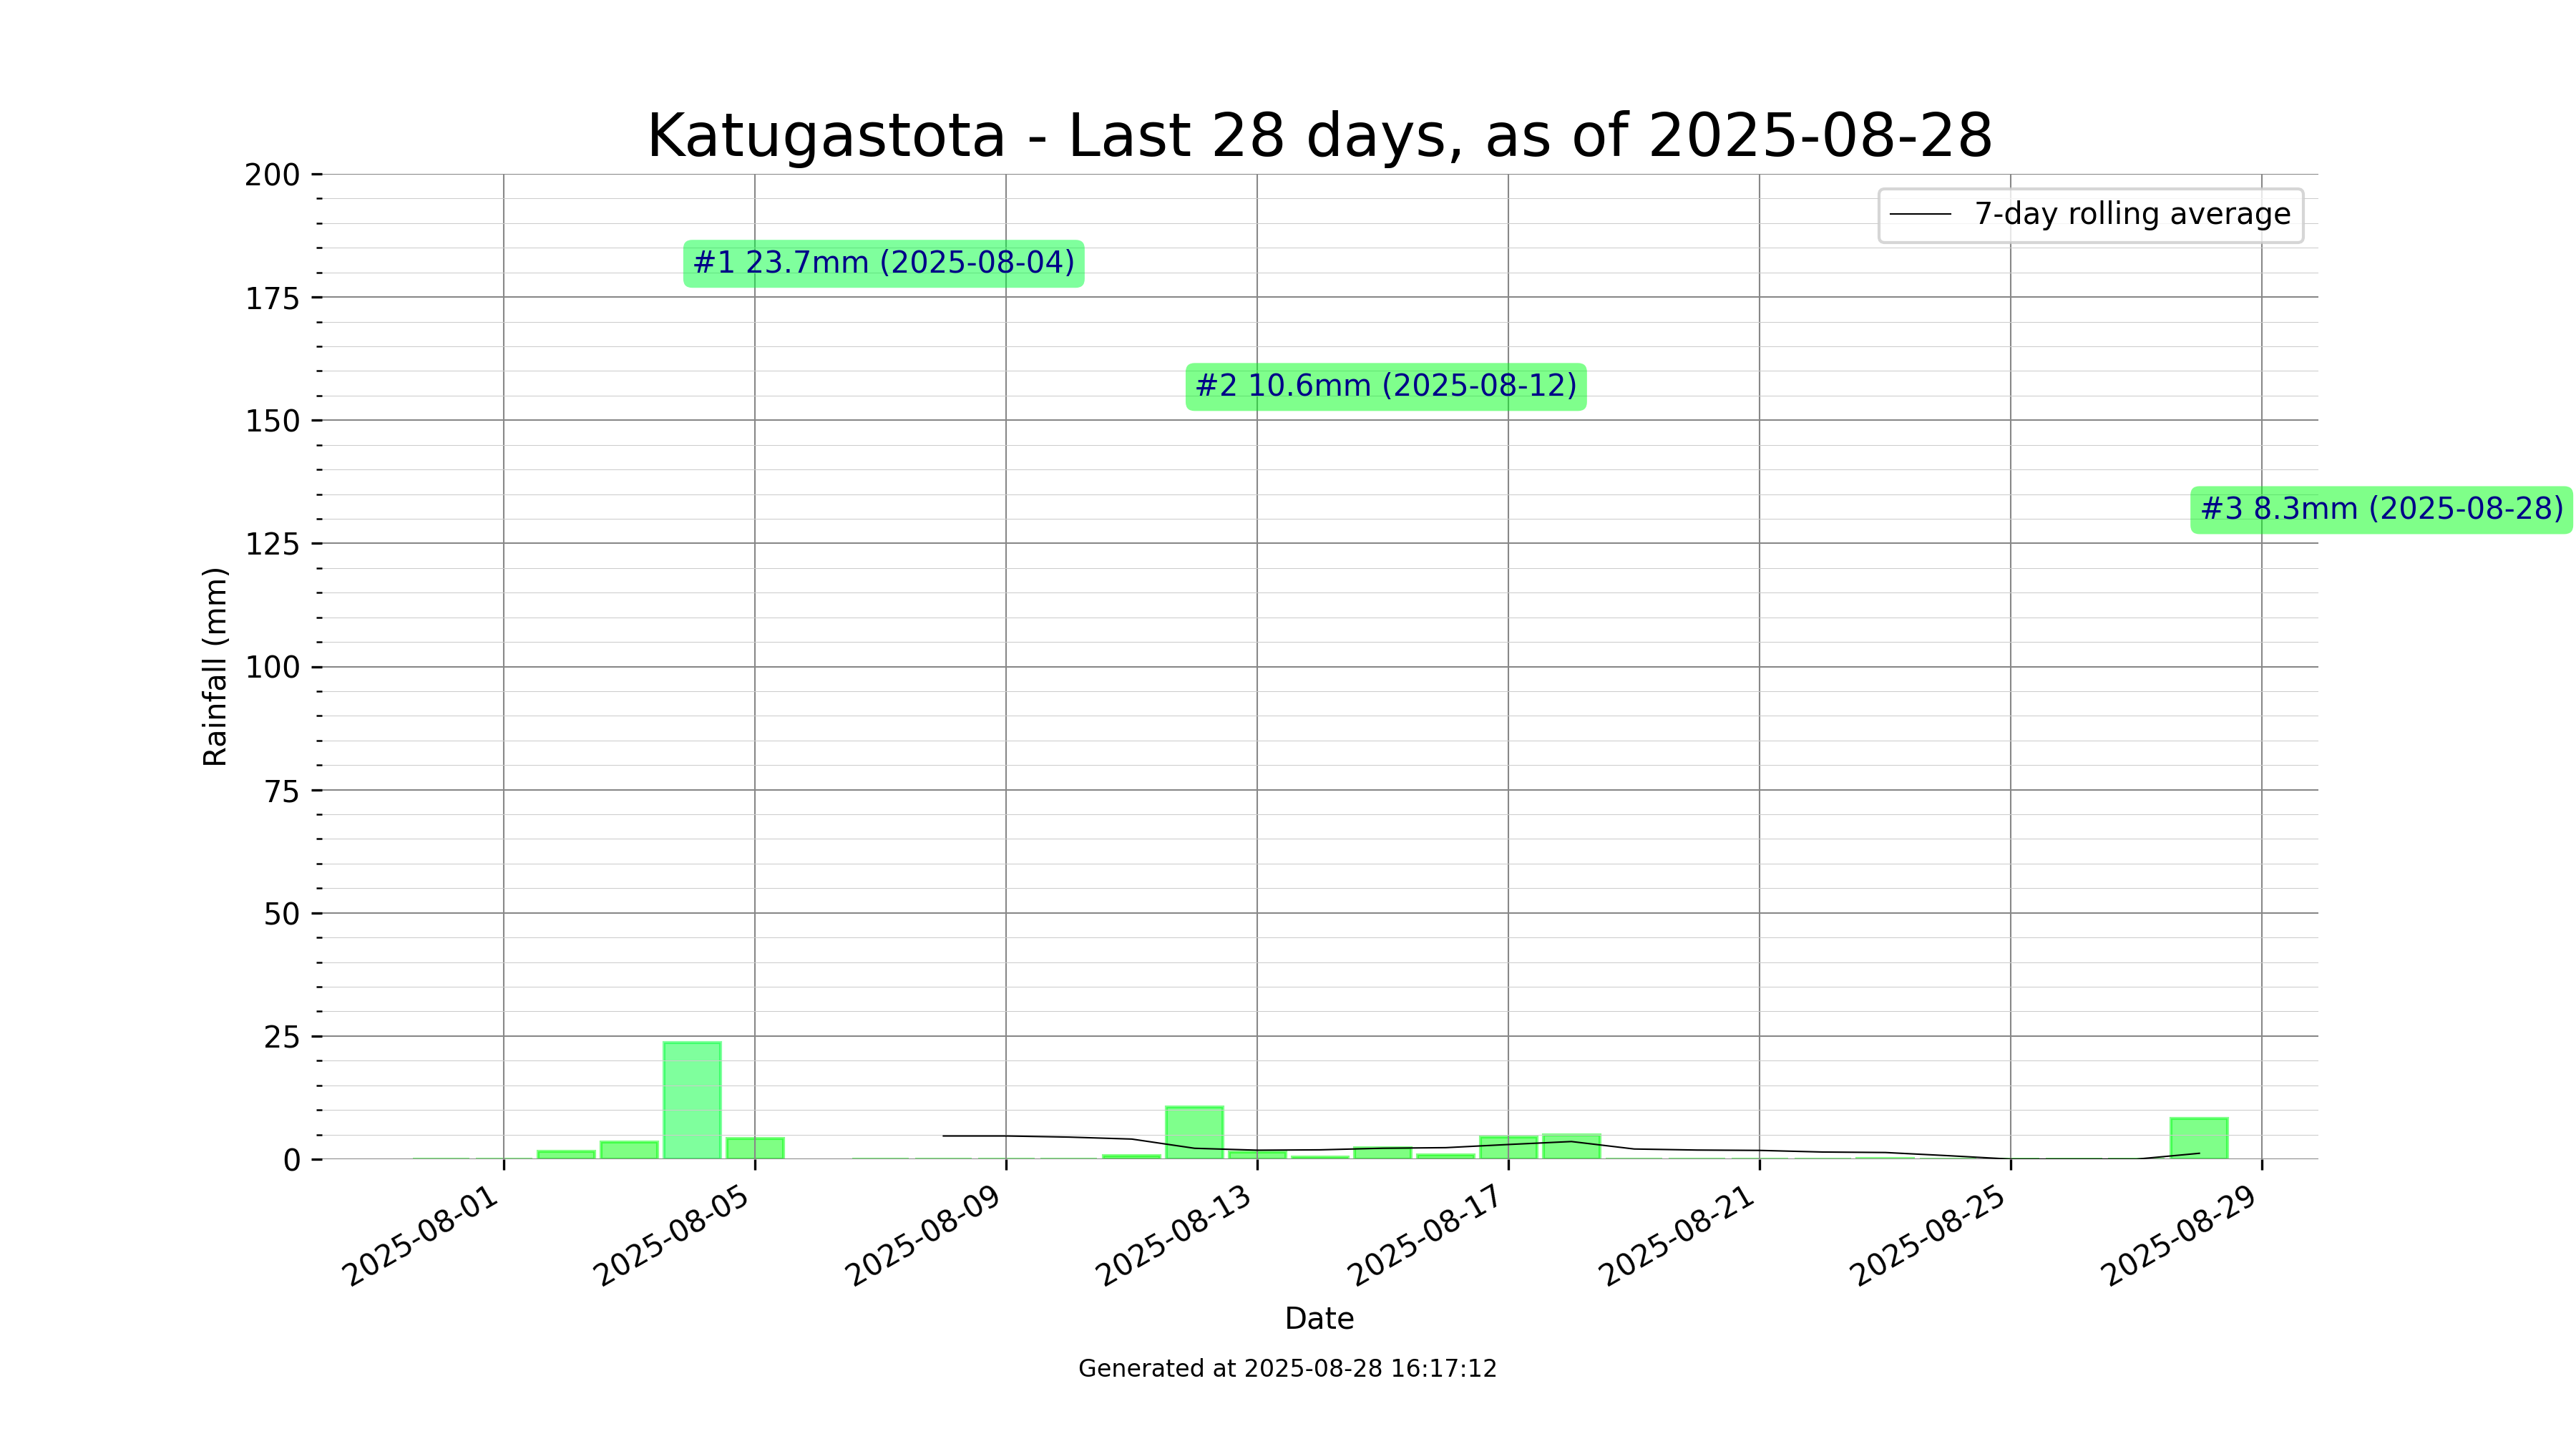 Katugastota - Last 28 days, as of 2025-08-28
7-day rolling average
#1 23.7mm (2025-08-04)
#2 10.6mm (2025-08-12)
#3 8.3mm (2025-08-28)
Rainfall (mm)
200
175
150
125
100
75
50
25
0
2025-08-01
2025-08-05
2025-08-09
2025-08-13
2025-08-17
2025-08-21
2025-08-25
2025-08-29
Date
Generated at 2025-08-28 16:17:12